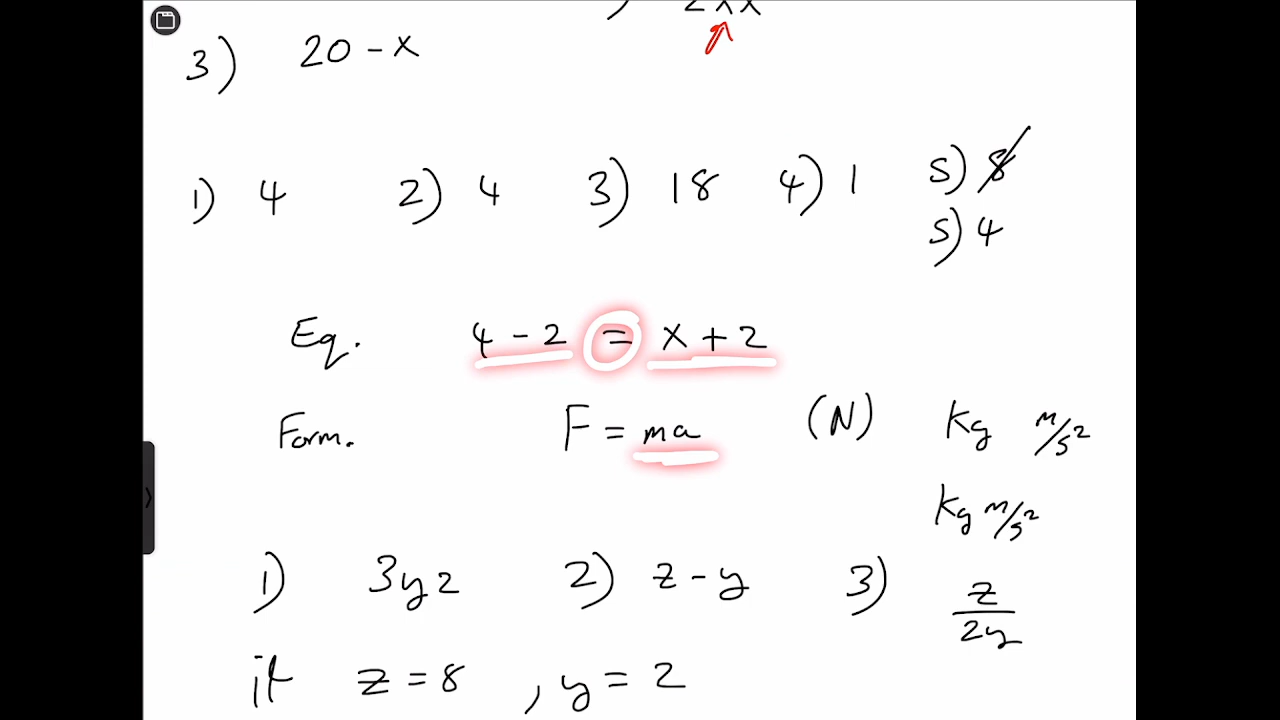 2xx
3) 20 - x
1) 4 2) 4 3) 18 4) 1 5) 8
5) 4
Eq. 4 - 2 = x + 2
Form. F = ma (N) Kg m/s²
Kg m/s²
1) 3yz 2) z - y 3) z/2y
if z = 8 , y = 2